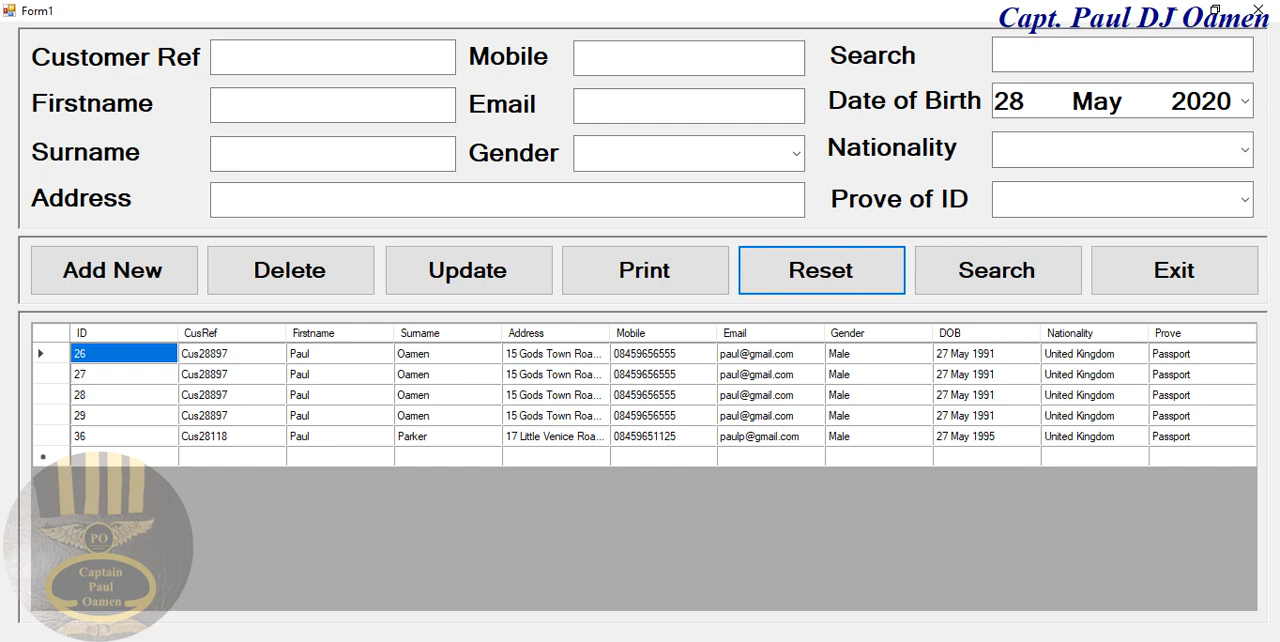 Form1
Capt. Paul DJ Oamen
Customer Ref Mobile Search
Firstname Email Date of Birth 28 May 2020
Surname Gender Nationality
Address Prove of ID
Add New Delete Update Print Reset Search Exit
ID CusRef Firstname Surname Address Mobile Email Gender DOB Nationality Prove
26 Cus28897 Paul Oamen 15 Gods Town Roa... 08459656555 paul@gmail.com Male 27 May 1991 United Kingdom Passport
27 Cus28897 Paul Oamen 15 Gods Town Roa... 08459656555 paul@gmail.com Male 27 May 1991 United Kingdom Passport
28 Cus28897 Paul Oamen 15 Gods Town Roa... 08459656555 paul@gmail.com Male 27 May 1991 United Kingdom Passport
29 Cus28897 Paul Oamen 15 Gods Town Roa... 08459656555 paul@gmail.com Male 27 May 1991 United Kingdom Passport
36 Cus28118 Paul Parker 17 Little Venice Roa... 08459651125 paulp@gmail.com Male 27 May 1995 United Kingdom Passport
PO
Captain
Paul
Oamen